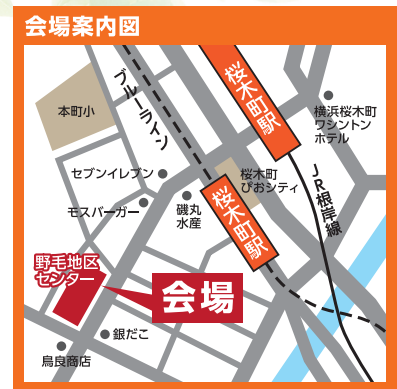 会場案内図
桜木町駅
ブルーライン
本町小
横浜桜木町
ワシントン
ホテル
セブンイレブン
桜木町
ぴおシティ
JR根岸線
モスバーガー
磯丸
水産
桜木町駅
野毛地区
センター
会場
銀だこ
鳥良商店